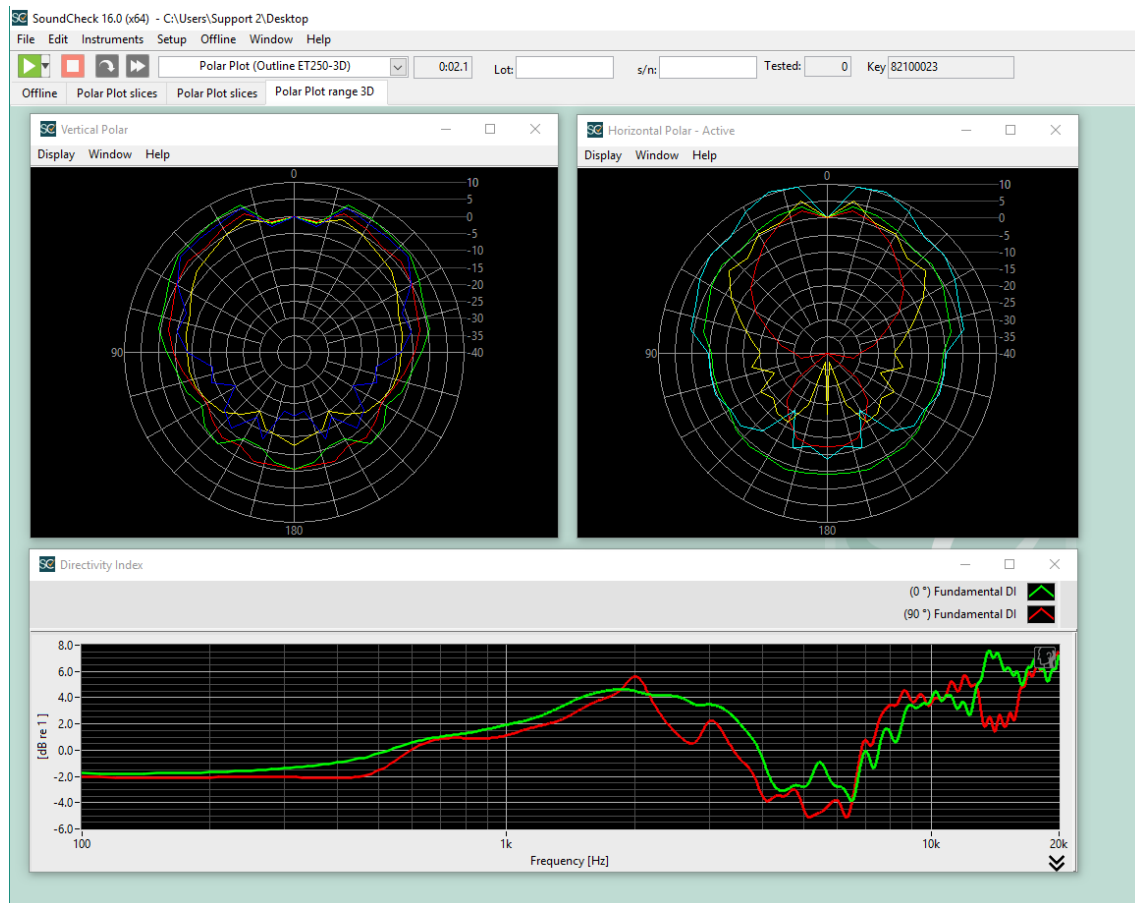 SC SoundCheck 16.0 (x64) - C:\Users\Support 2\Desktop
File Edit Instruments Setup Offline Window Help
Polar Plot (Outline ET250-3D) 0:02.1 Lot: s/n: Tested: 0 Key 82100023
Offline Polar Plot slices Polar Plot slices Polar Plot range 3D
SC Vertical Polar
Display Window Help
0
10
5
0
-5
-10
-15
-20
-25
-30
-35
-40
90
180
SC Horizontal Polar - Active
Display Window Help
0
10
5
0
-5
-10
-15
-20
-25
-30
-35
-40
90
180
SC Directivity Index
(0 °) Fundamental DI
(90 °) Fundamental DI
[dB re 1 ]
8.0
6.0
4.0
2.0
0.0
-2.0
-4.0
-6.0
100 1k 10k 20k
Frequency [Hz]